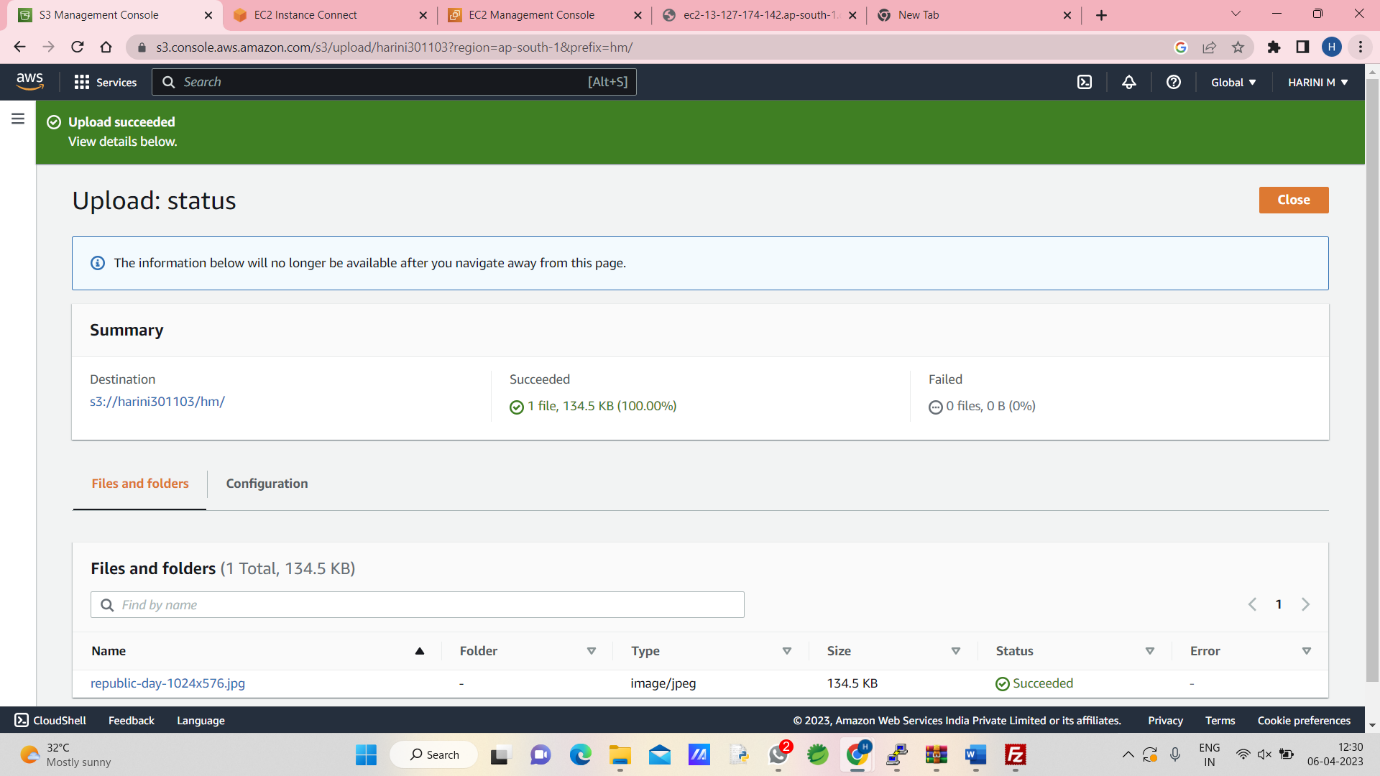 S3 Management Console
EC2 Instance Connect
EC2 Management Console
ec2-13-127-174-142.ap-south-1
New Tab
s3.console.aws.amazon.com/s3/upload/harini301103?region=ap-south-1&prefix=hm/
H
aws
Services
Search
[Alt+S]
Global
HARINI M
Upload succeeded
View details below.
Upload: status
Close
The information below will no longer be available after you navigate away from this page.
Summary
Destination
s3://harini301103/hm/
Succeeded
1 file, 134.5 KB (100.00%)
Failed
0 files, 0 B (0%)
Files and folders
Configuration
Files and folders (1 Total, 134.5 KB)
Find by name
1
Name Folder Type Size Status Error
republic-day-1024x576.jpg - image/jpeg 134.5 KB Succeeded -
CloudShell Feedback Language © 2023, Amazon Web Services India Private Limited or its affiliates. Privacy Terms Cookie preferences
32°C
Mostly sunny
Search
2
H
ENG
IN
12:30
06-04-2023